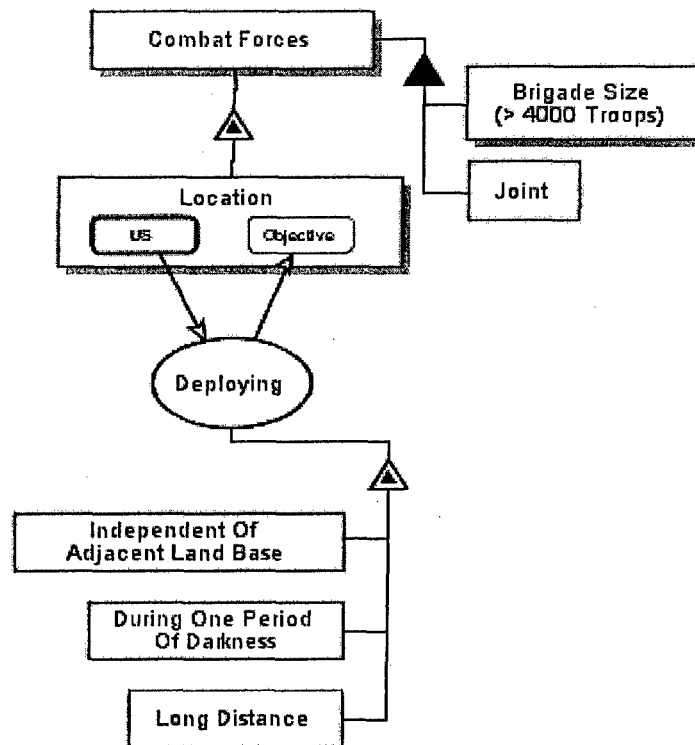 Combat Forces
Brigade Size
(> 4000 Troops)
Joint
Location
US
Objective
Deploying
Independent Of
Adjacent Land Base
During One Period
Of Darkness
Long Distance